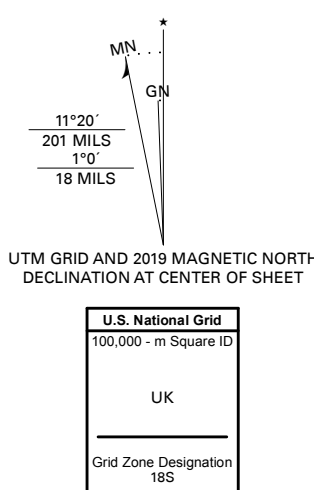 ★
MN
GN
11°20´
201 MILS
1°0´
18 MILS
UTM GRID AND 2019 MAGNETIC NORTH
DECLINATION AT CENTER OF SHEET
U.S. National Grid
100,000 - m Square ID
UK
Grid Zone Designation
18S